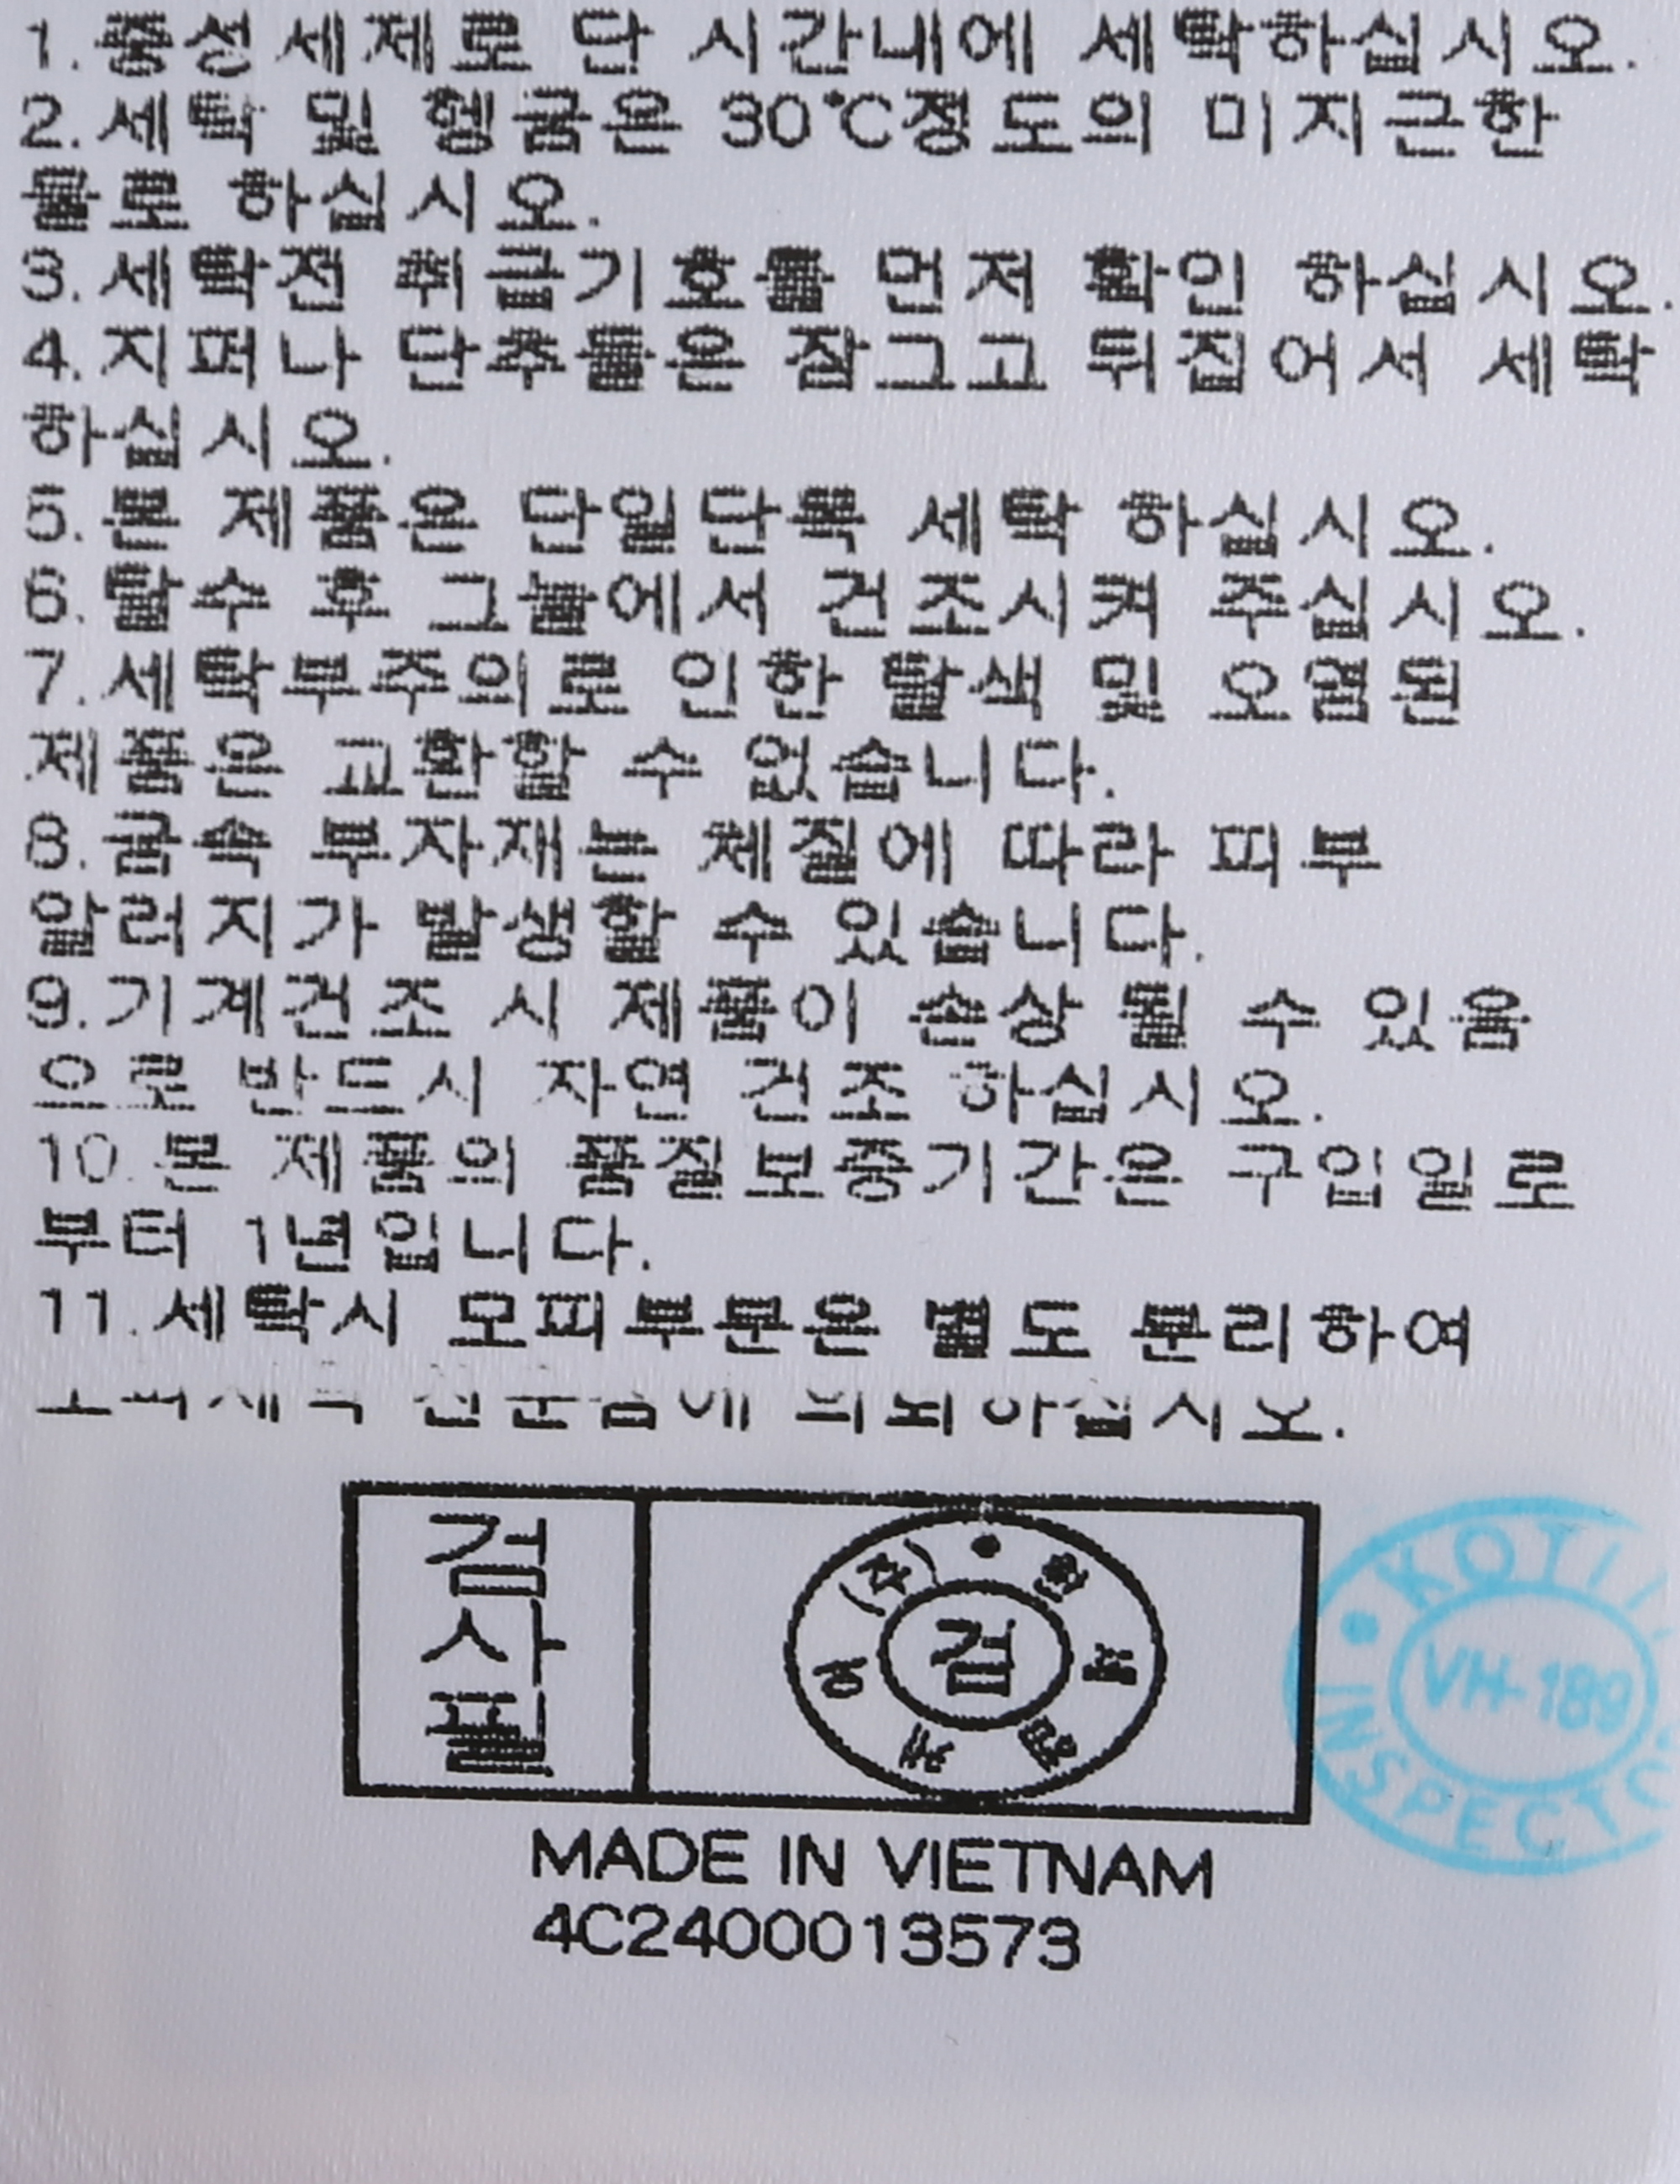 1.중성세제로 단 시간내에 세탁하십시오.
2.세탁 및 헹굼은 30℃정도의 미지근한
물로 하십시오.
3.세탁전 취급기호를 먼저 확인 하십시오.
4.지퍼나 단추들은 잠그고 뒤집어서 세탁
하십시오.
5.본 제품은 단일단독 세탁 하십시오.
6.탈수 후 그늘에서 건조시켜 주십시오.
7.세탁부주의로 인한 탈색 및 오염된
제품은 교환할 수 없습니다.
8.금속 부자재는 체질에 따라 피부
알러지가 발생할 수 있습니다.
9.기계건조 시 제품이 손상 될 수 있음
으로 반드시 자연 건조 하십시오.
10.본 제품의 품질보증기간은 구입일로
부터 1년입니다.
11.세탁시 모피부분은 별도 분리하여
하십시오.
검사필
검
KOTITI
VH-189
INSPECTO
MADE IN VIETNAM
4C2400013573